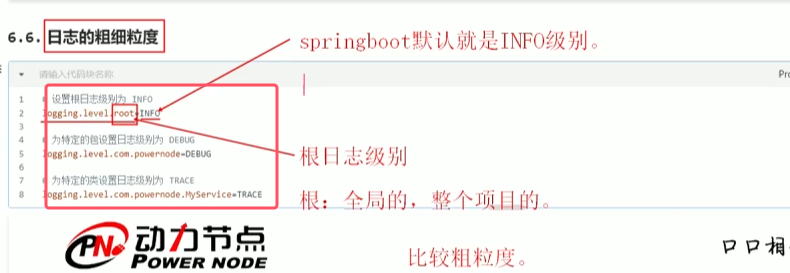 6.6. 日志的粗细粒度
springboot默认就是INFO级别。
请输入代码块名称
Pro
1 # 设置根日志级别为 INFO
2 logging.level.root=INFO
3
4 # 为特定的包设置日志级别为 DEBUG
5 logging.level.com.powernode=DEBUG
6
7 # 为特定的类设置日志级别为 TRACE
8 logging.level.com.powernode.MyService=TRACE
根日志级别
根：全局的，整个项目的。
动力节点
POWER NODE
比较粗粒度。
口口相